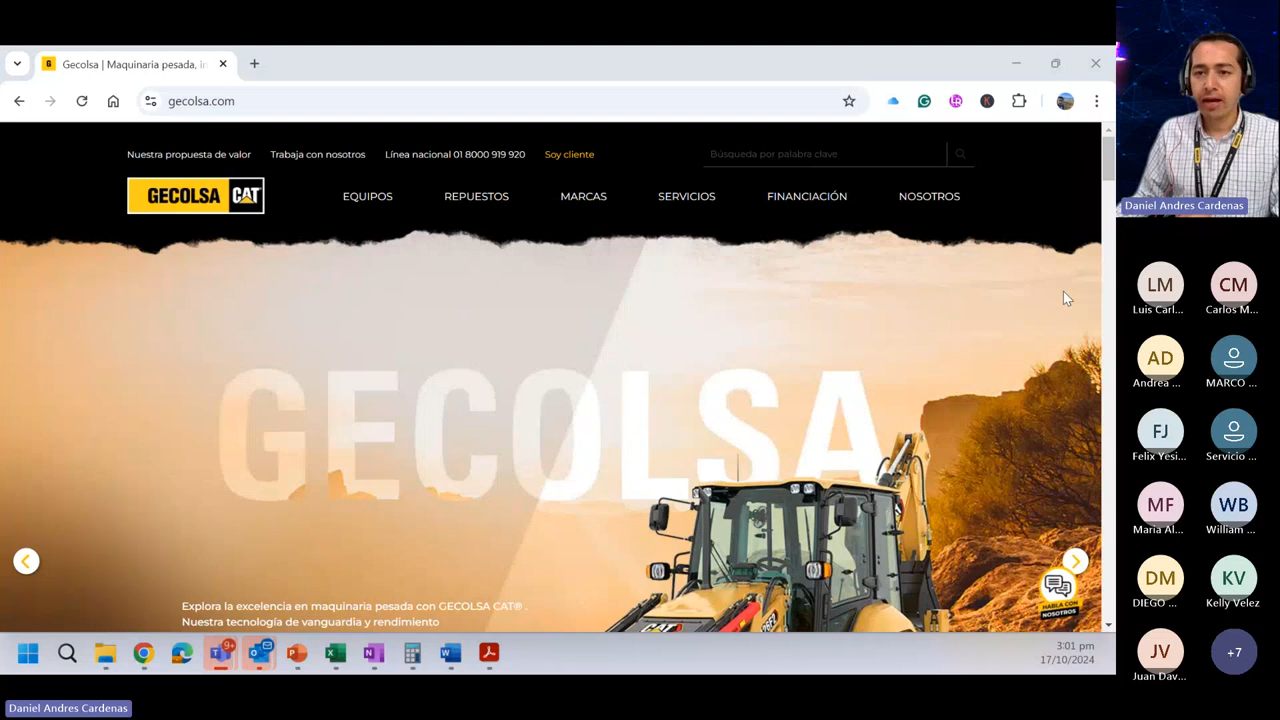 Gecolsa | Maquinaria pesada, in
gecolsa.com
Nuestra propuesta de valor
Trabaja con nosotros
Línea nacional 01 8000 919 920
Soy cliente
Búsqueda por palabra clave
GECOLSA CAT
EQUIPOS
REPUESTOS
MARCAS
SERVICIOS
FINANCIACIÓN
NOSOTROS
GECOLSA
CAT
HABLA CON
NOSOTROS
Explora la excelencia en maquinaria pesada con GECOLSA CAT® .
Nuestra tecnología de vanguardia y rendimiento
9+
3:01 pm
17/10/2024
Daniel Andres Cardenas
LM
Luis Carl...
CM
Carlos M...
AD
Andrea ...
MARCO ...
FJ
Felix Yesi...
Servicio ...
MF
Maria Al...
WB
William ...
DM
DIEGO ...
KV
Kelly Velez
JV
Juan Dav...
+7
Daniel Andres Cardenas